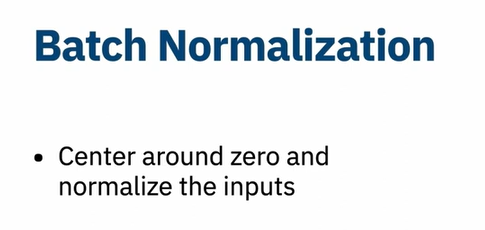 Batch Normalization
• Center around zero and
normalize the inputs